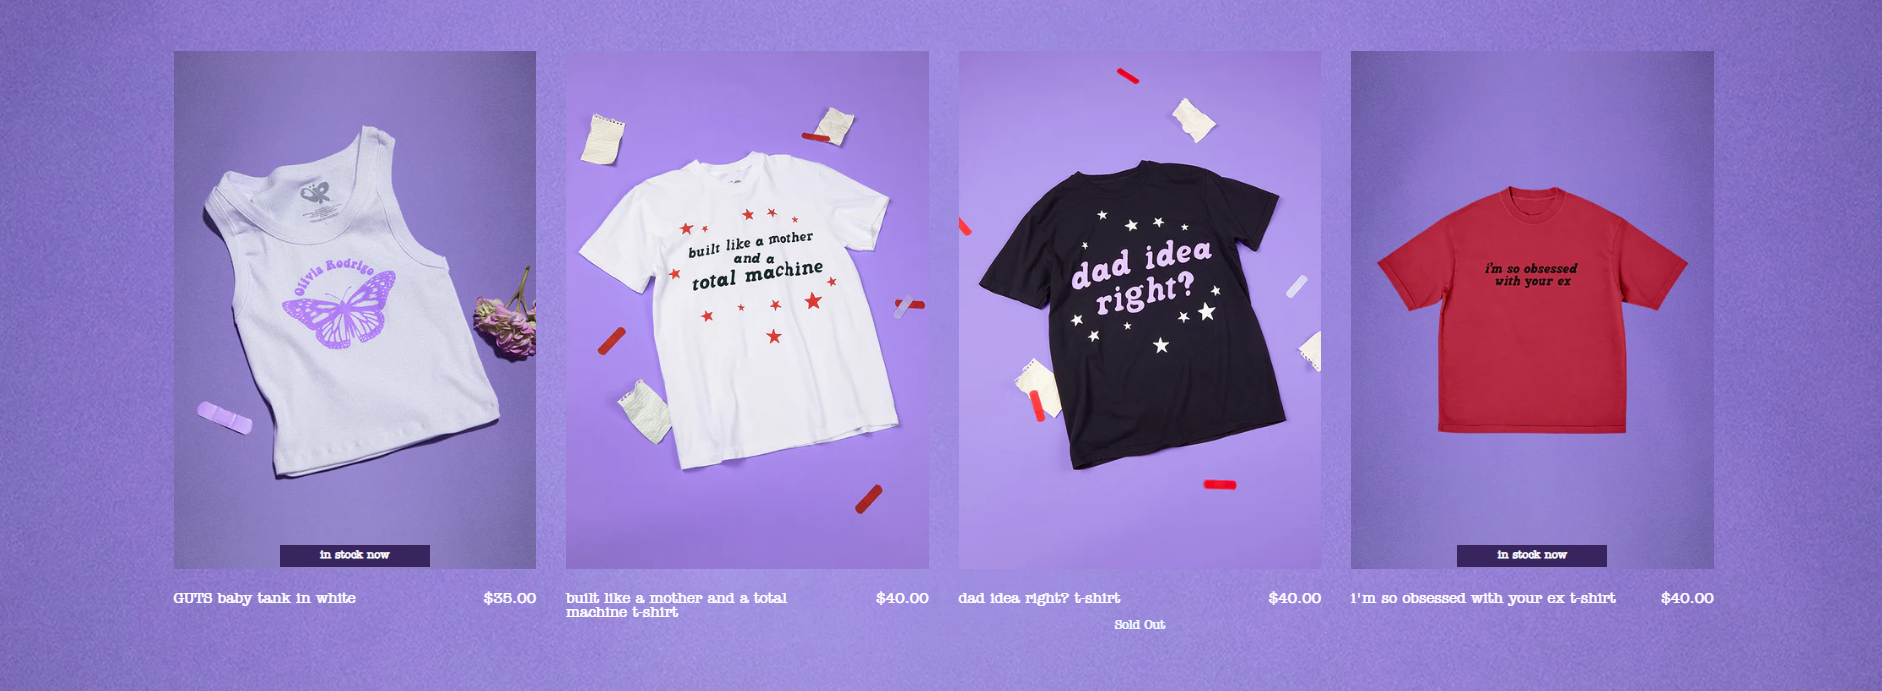 Olivia Rodrigo
in stock now
GUTS baby tank in white
$35.00
built like a mother
and a
total machine
built like a mother and a total
machine t-shirt
$40.00
dad idea
right?
dad idea right? t-shirt
$40.00
Sold Out
i'm so obsessed
with your ex
in stock now
i'm so obsessed with your ex t-shirt
$40.00